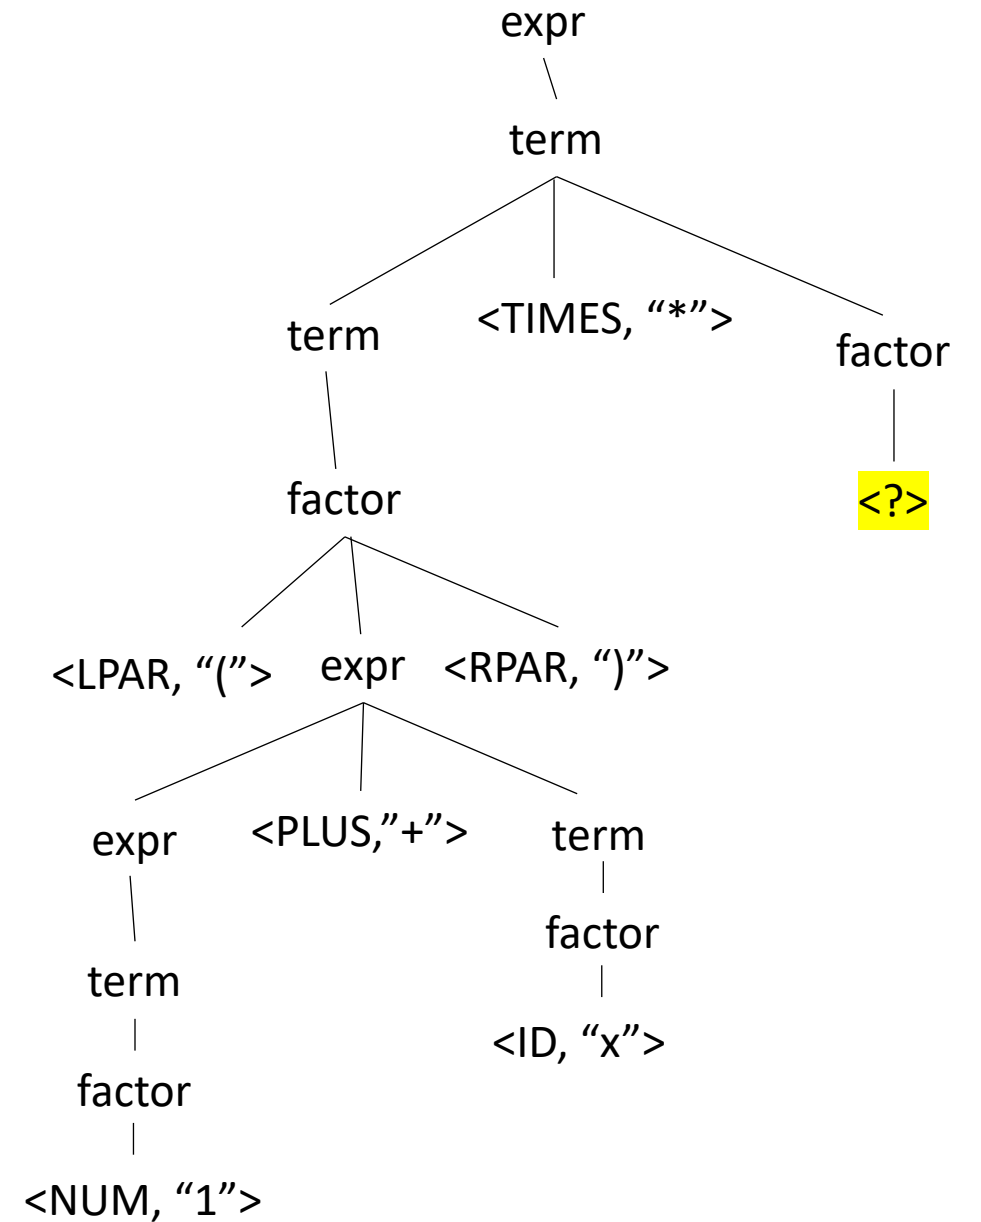 expr
term
term
<TIMES, “*”>
factor
factor
<?>
<LPAR, “(”>
expr
<RPAR, “)”>
expr
<PLUS,”+”>
term
factor
term
<ID, “x”>
factor
<NUM, “1”>